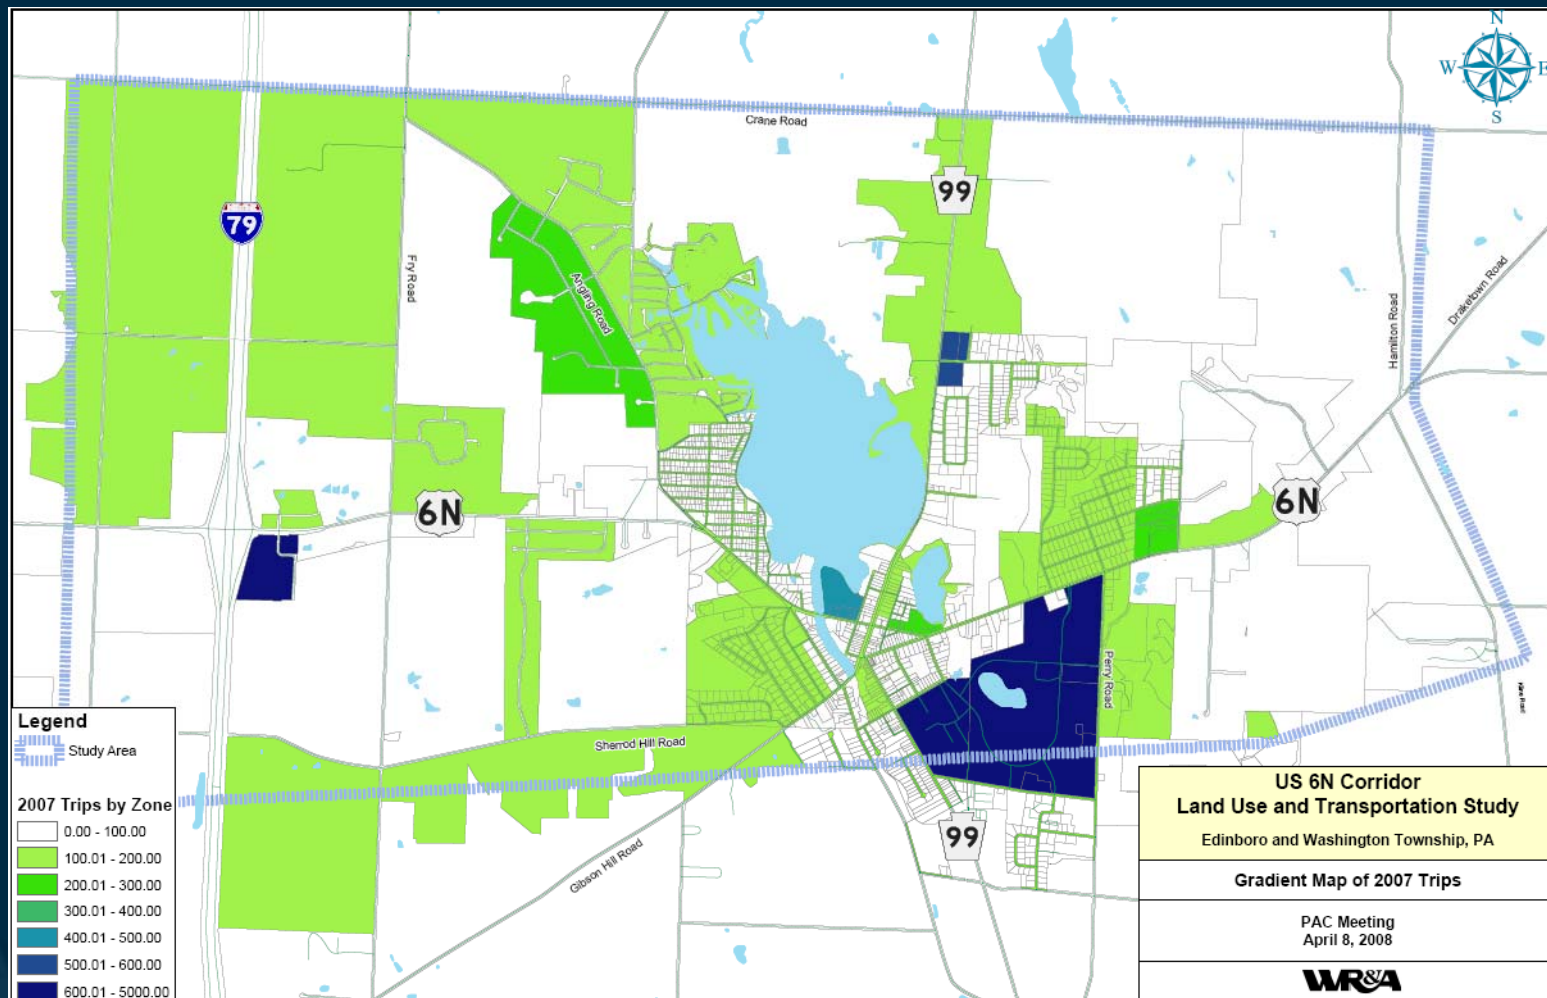 N
W E
S
Crane Road
99
79
Fry Road
Angling Road
Hamilton Road
Draketown Road
6N
6N
Perry Road
Sherrod Hill Road
Gibson Hill Road
99
Legend
Study Area
2007 Trips by Zone
0.00 - 100.00
100.01 - 200.00
200.01 - 300.00
300.01 - 400.00
400.01 - 500.00
500.01 - 600.00
600.01 - 5000.00
US 6N Corridor
Land Use and Transportation Study
Edinboro and Washington Township, PA
Gradient Map of 2007 Trips
PAC Meeting
April 8, 2008
WR&A